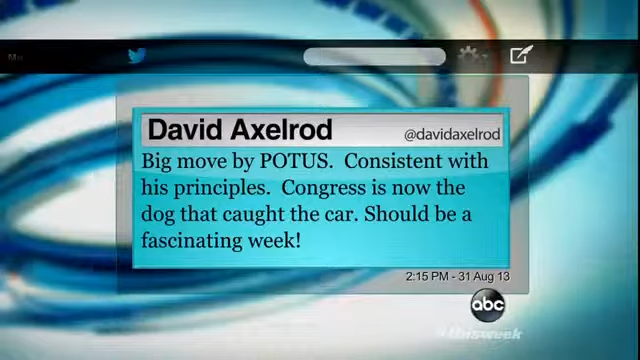 David Axelrod @davidaxelrod
Big move by POTUS.  Consistent with
his principles.  Congress is now the
dog that caught the car. Should be a
fascinating week!
2:15 PM - 31 Aug 13
abc
#thisweek